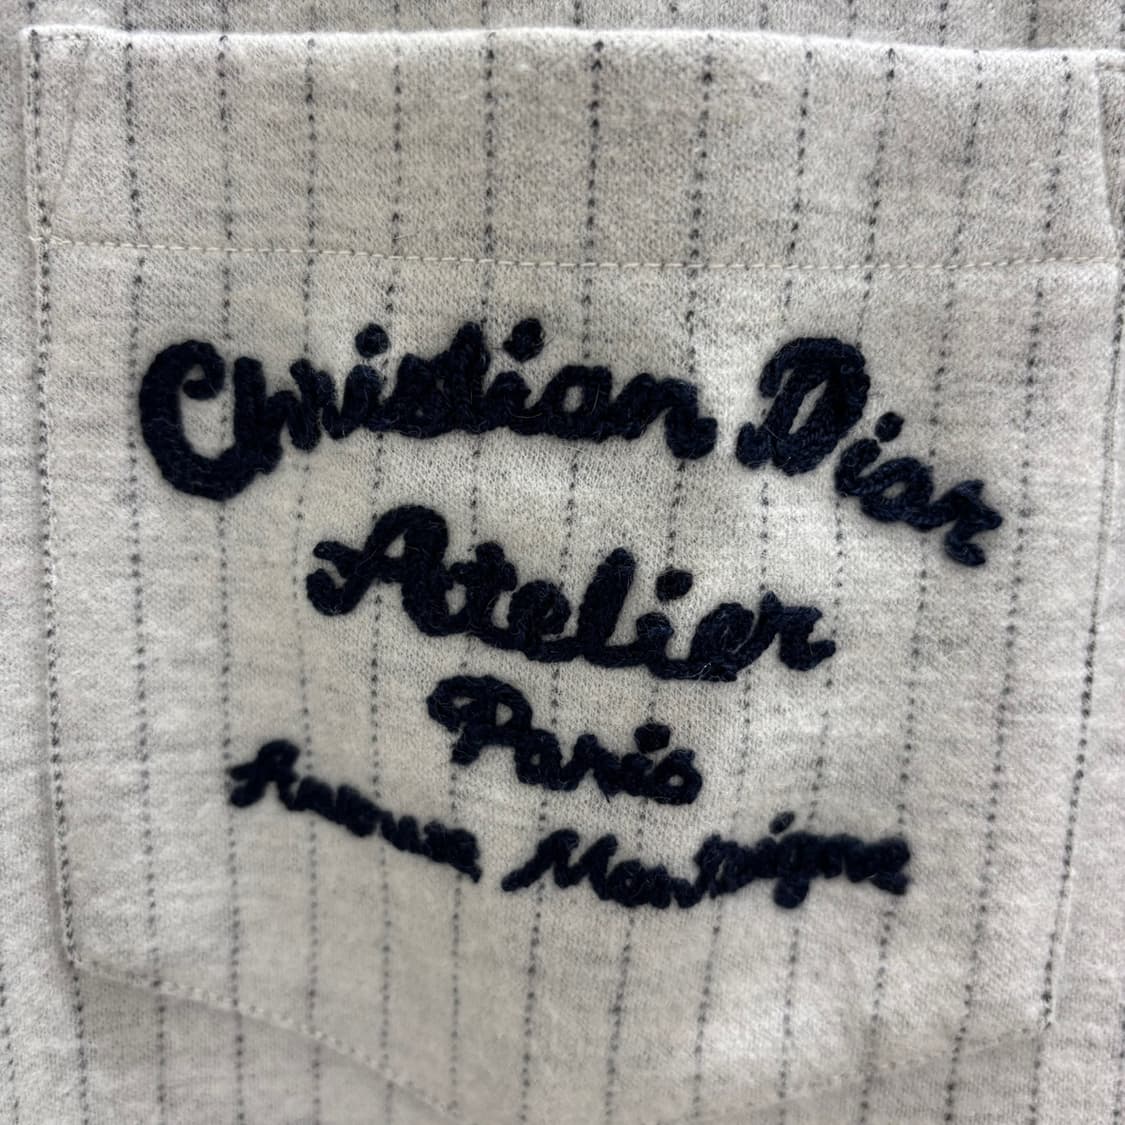 Christian Dior
Atelier
Paris
Avenue Montaigne